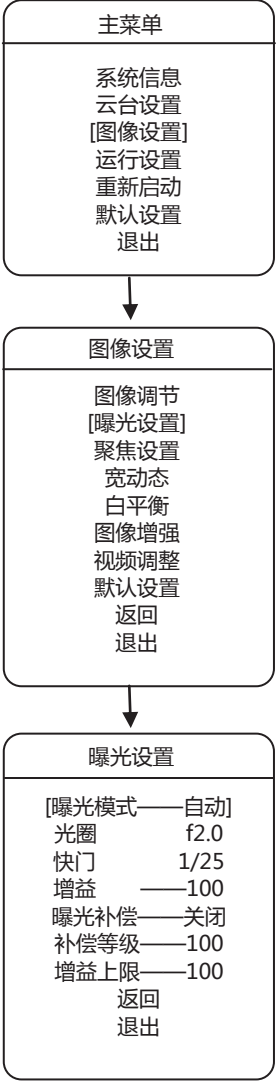 主菜单
系统信息
云台设置
[图像设置]
运行设置
重新启动
默认设置
退出
图像设置
图像调节
[曝光设置]
聚焦设置
宽动态
白平衡
图像增强
视频调整
默认设置
返回
退出
曝光设置
[曝光模式——自动]
光圈 f2.0
快门 1/25
增益 ——100
曝光补偿——关闭
补偿等级——100
增益上限——100
返回
退出